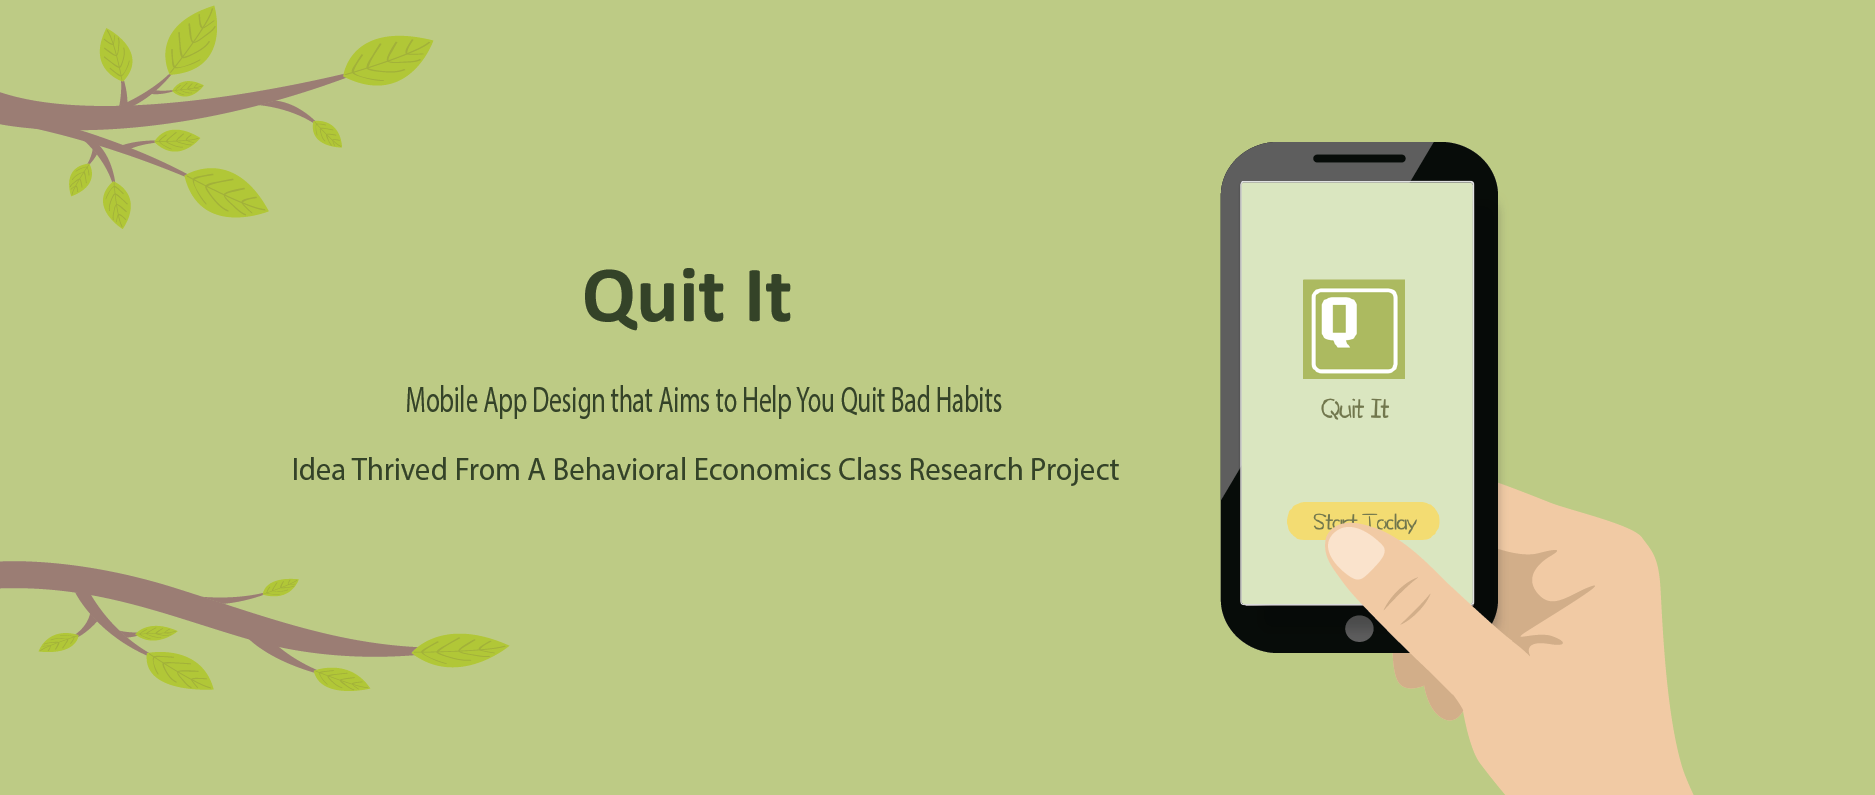 Quit It
Mobile App Design that Aims to Help You Quit Bad Habits
Idea Thrived From A Behavioral Economics Class Research Project
Q
Quit It
Start Today